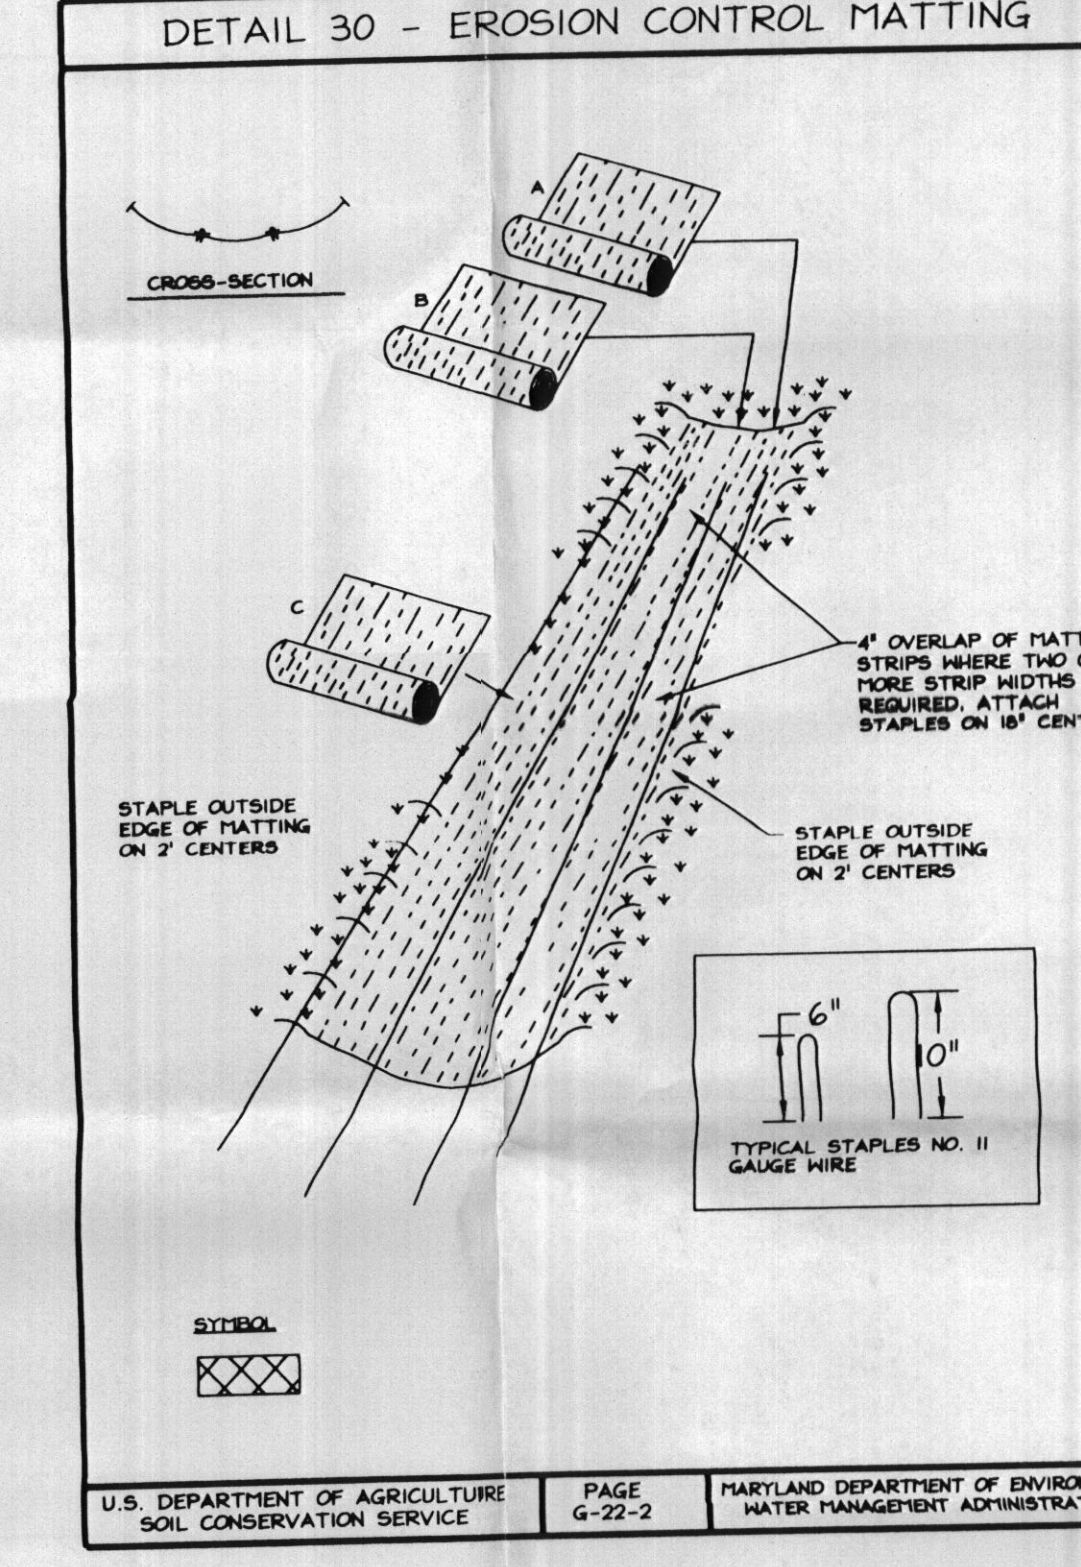 DETAIL 30 - EROSION CONTROL MATTING
A
CROSS-SECTION
B
C
4" OVERLAP OF MATT
STRIPS WHERE TWO
MORE STRIP WIDTHS
REQUIRED. ATTACH
STAPLES ON 18" CENT
STAPLE OUTSIDE
EDGE OF MATTING
ON 2' CENTERS
STAPLE OUTSIDE
EDGE OF MATTING
ON 2' CENTERS
6"
10"
TYPICAL STAPLES NO. 11
GAUGE WIRE
SYMBOL
U.S. DEPARTMENT OF AGRICULTURE
SOIL CONSERVATION SERVICE
PAGE
G-22-2
MARYLAND DEPARTMENT OF ENVIRO
WATER MANAGEMENT ADMINISTRA